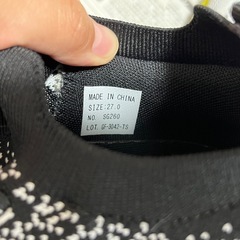 MADE IN CHINA
SIZE:27.0
NO. SG260
LOT. GF-3042-TS